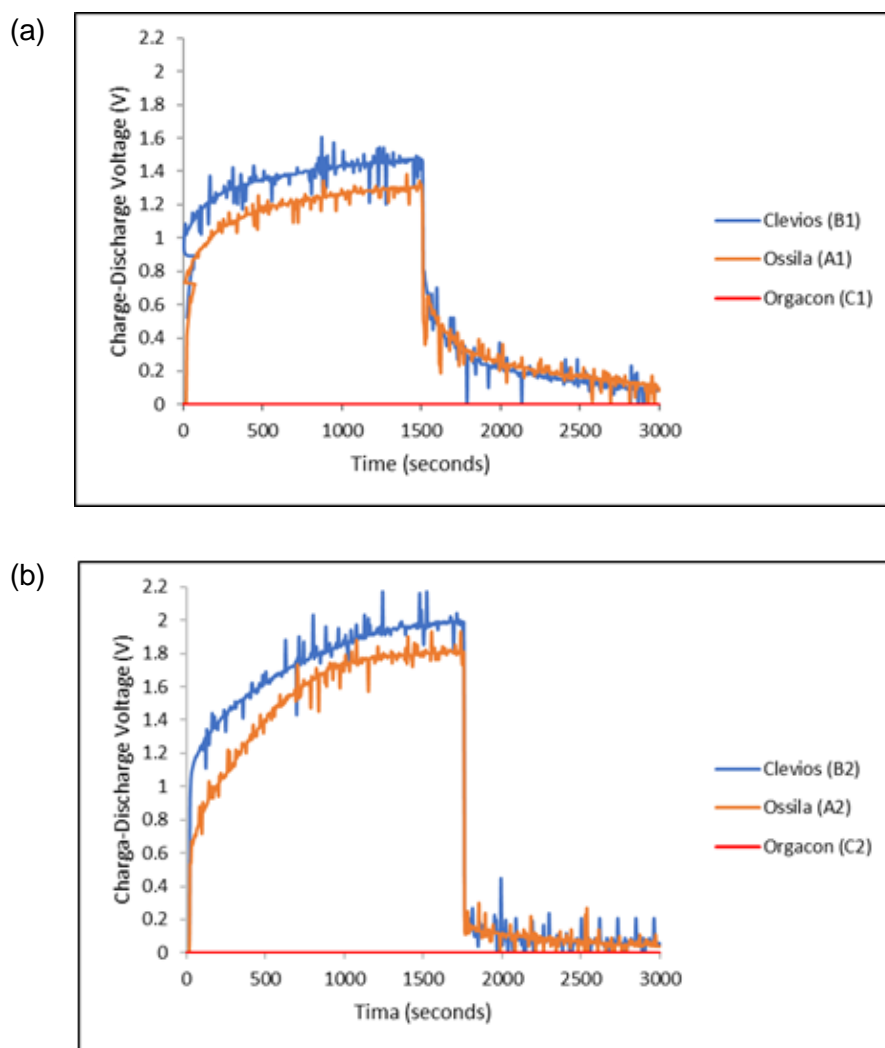 (a)
Charge-Discharge Voltage (V)
2.2
2
1.8
1.6
1.4
1.2
1
0.8
0.6
0.4
0.2
0
0 500 1000 1500 2000 2500 3000
Time (seconds)
Clevios (B1)
Ossila (A1)
Orgacon (C1)
(b)
Charga-Discharge Voltage (V)
2.2
2
1.8
1.6
1.4
1.2
1
0.8
0.6
0.4
0.2
0
0 500 1000 1500 2000 2500 3000
Tima (seconds)
Clevios (B2)
Ossila (A2)
Orgacon (C2)